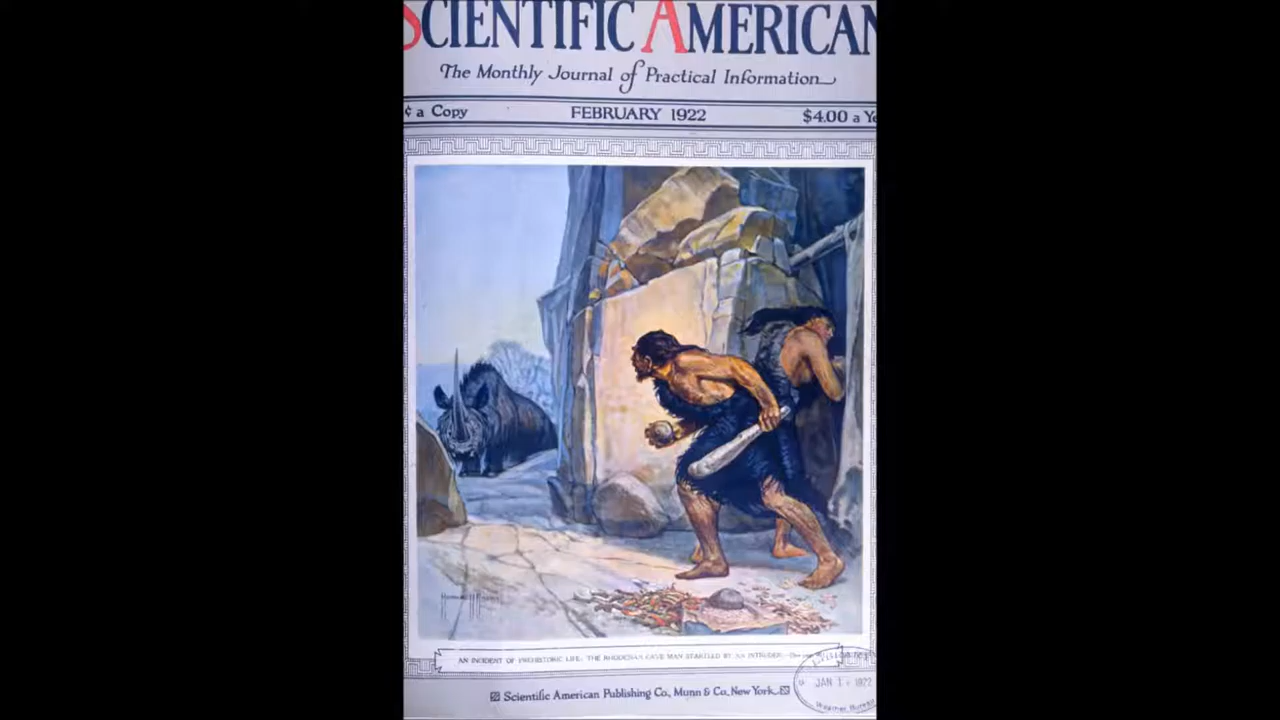 SCIENTIFIC AMERICAN
The Monthly Journal of Practical Information
¢ a Copy
FEBRUARY 1922
$4.00 a Ye
AN INCIDENT OF PREHISTORIC LIFE: THE RHODESIAN CAVE MAN STARTLED BY AN INTRUDER—
Scientific American Publishing Co., Munn & Co., New York
JAN 1 1922
Weather Bureau